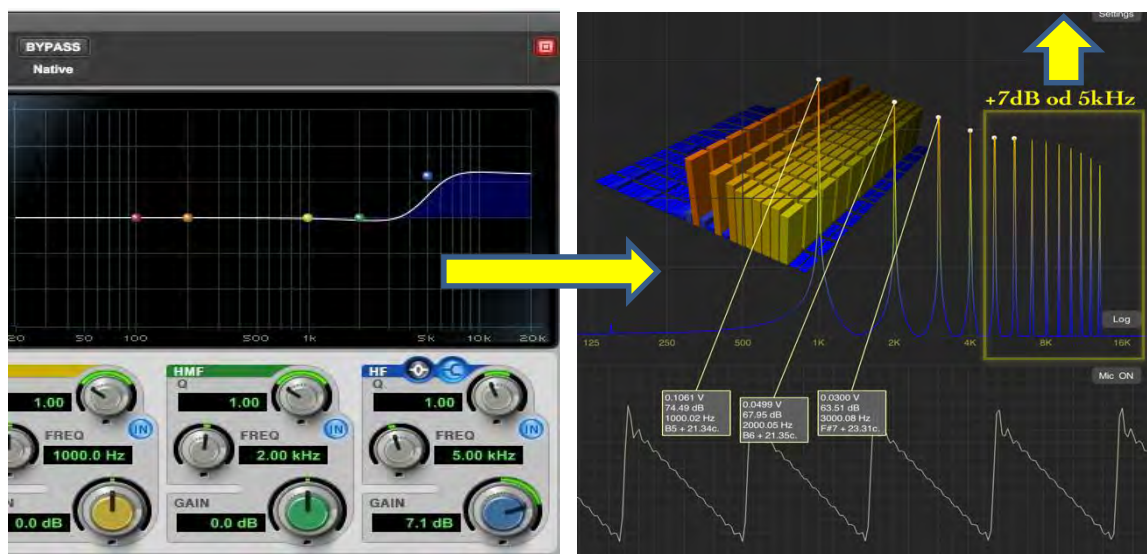 BYPASS
Native
20 50 100 500 1k 5k 10k 20k
HMF HF
Q Q
1.00 1.00 1.00
IN IN
FREQ FREQ FREQ
1000.0 Hz 2.00 kHz 5.00 kHz
GAIN GAIN
0.0 dB 0.0 dB 7.1 dB
Settings
+7dB od 5kHz
Log
125 250 500 1K 2K 4K 8K 16K
Mic ON
0.1061 V
74.49 dB
1000.02 Hz
B5 + 21.34c.
0.0499 V
67.95 dB
2000.05 Hz
B6 + 21.35c.
0.0300 V
63.51 dB
3000.08 Hz
F#7 + 23.31c.